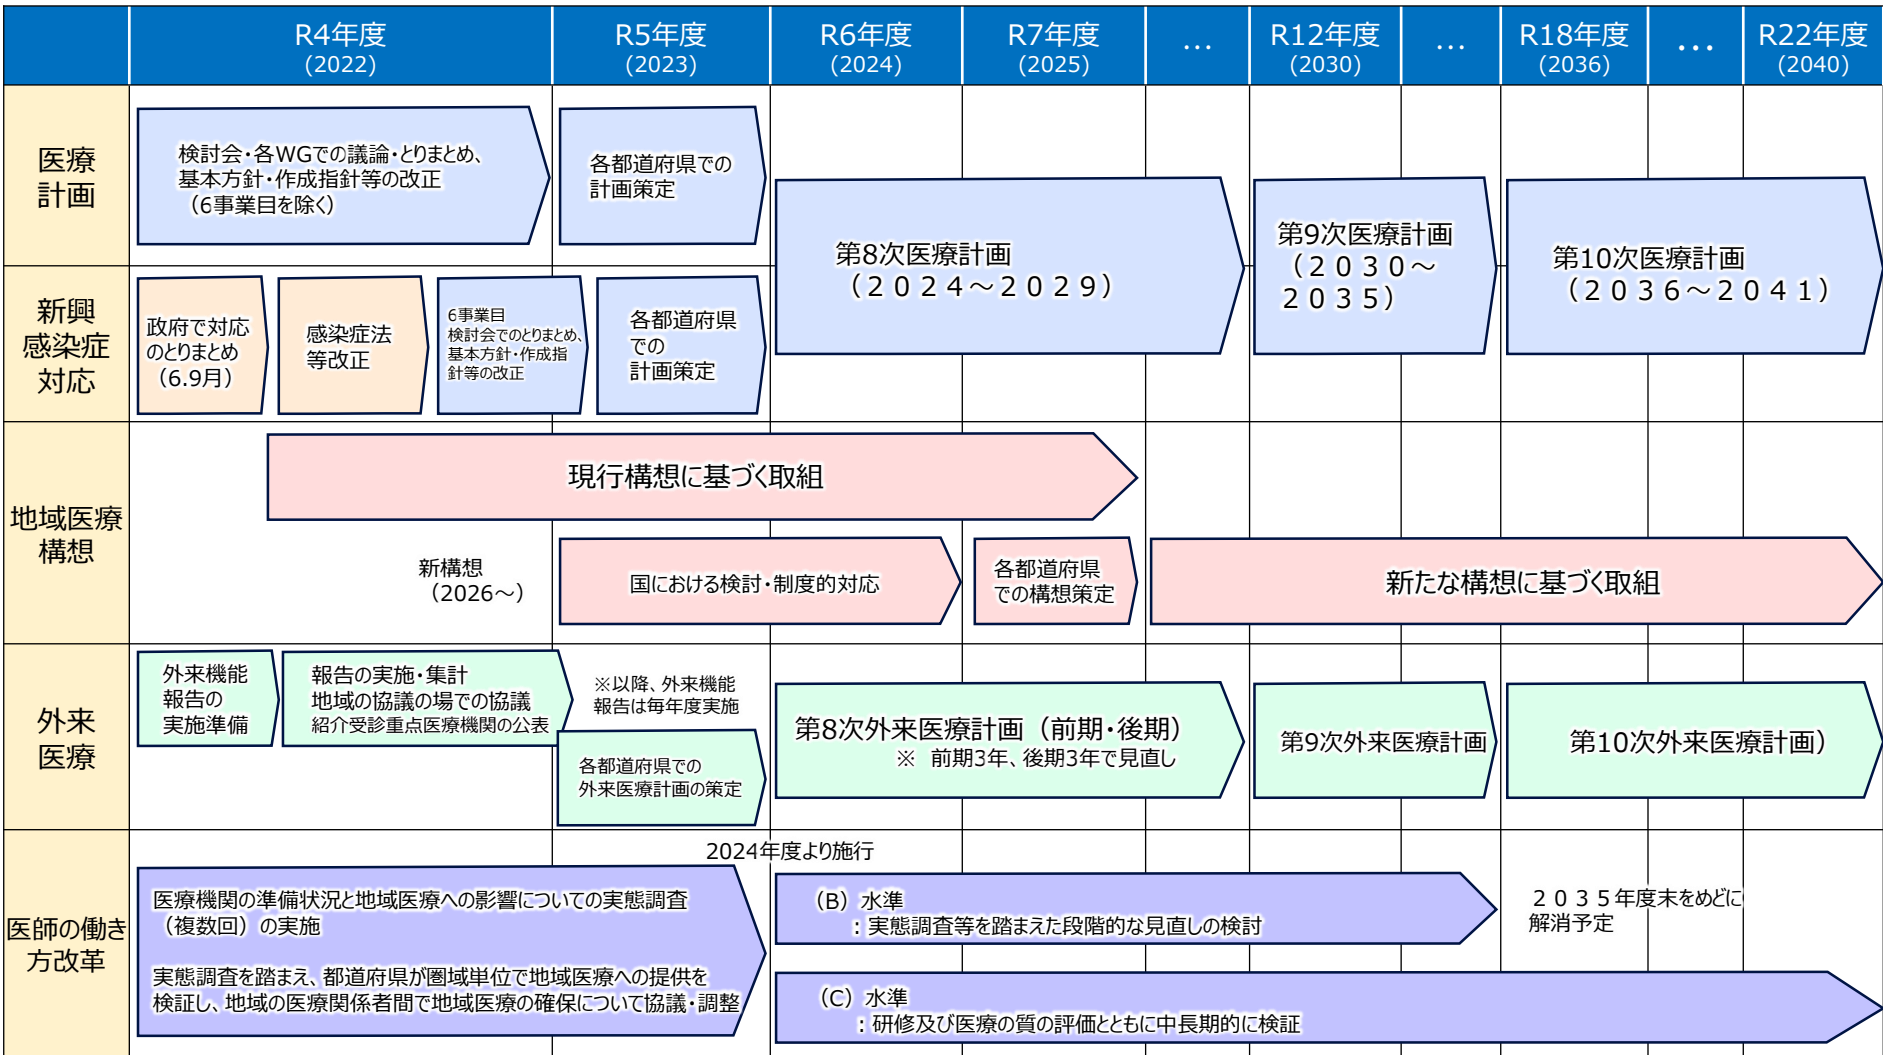 R4年度
(2022)
R5年度
(2023)
R6年度
(2024)
R7年度
(2025)
…
R12年度
(2030)
…
R18年度
(2036)
…
R22年度
(2040)
医療
計画
検討会・各WGでの議論・とりまとめ、
基本方針・作成指針等の改正
（6事業目を除く）
各都道府県での
計画策定
第8次医療計画
（２０２４～２０２９）
第9次医療計画
（２０３０～
２０３５）
第10次医療計画
（２０３６～２０４１）
新興
感染症
対応
政府で対応
のとりまとめ
（6.9月）
感染症法
等改正
6事業目
検討会でのとりまとめ、
基本方針・作成指
針等の改正
各都道府県
での
計画策定
地域医療
構想
現行構想に基づく取組
新構想
（2026～）
国における検討・制度的対応
各都道府県
での構想策定
新たな構想に基づく取組
外来
医療
外来機能
報告の
実施準備
報告の実施・集計
地域の協議の場での協議
紹介受診重点医療機関の公表
※以降、外来機能
報告は毎年度実施
各都道府県での
外来医療計画の策定
第8次外来医療計画（前期・後期）
※　前期3年、後期3年で見直し
第9次外来医療計画
第10次外来医療計画）
医師の働き
方改革
2024年度より施行
医療機関の準備状況と地域医療への影響についての実態調査
（複数回）の実施
実態調査を踏まえ、都道府県が圏域単位で地域医療への提供を
検証し、地域の医療関係者間で地域医療の確保について協議・調整
（B）水準
：実態調査等を踏まえた段階的な見直しの検討
２０３５年度末をめどに
解消予定
（C）水準
：研修及び医療の質の評価とともに中長期的に検証